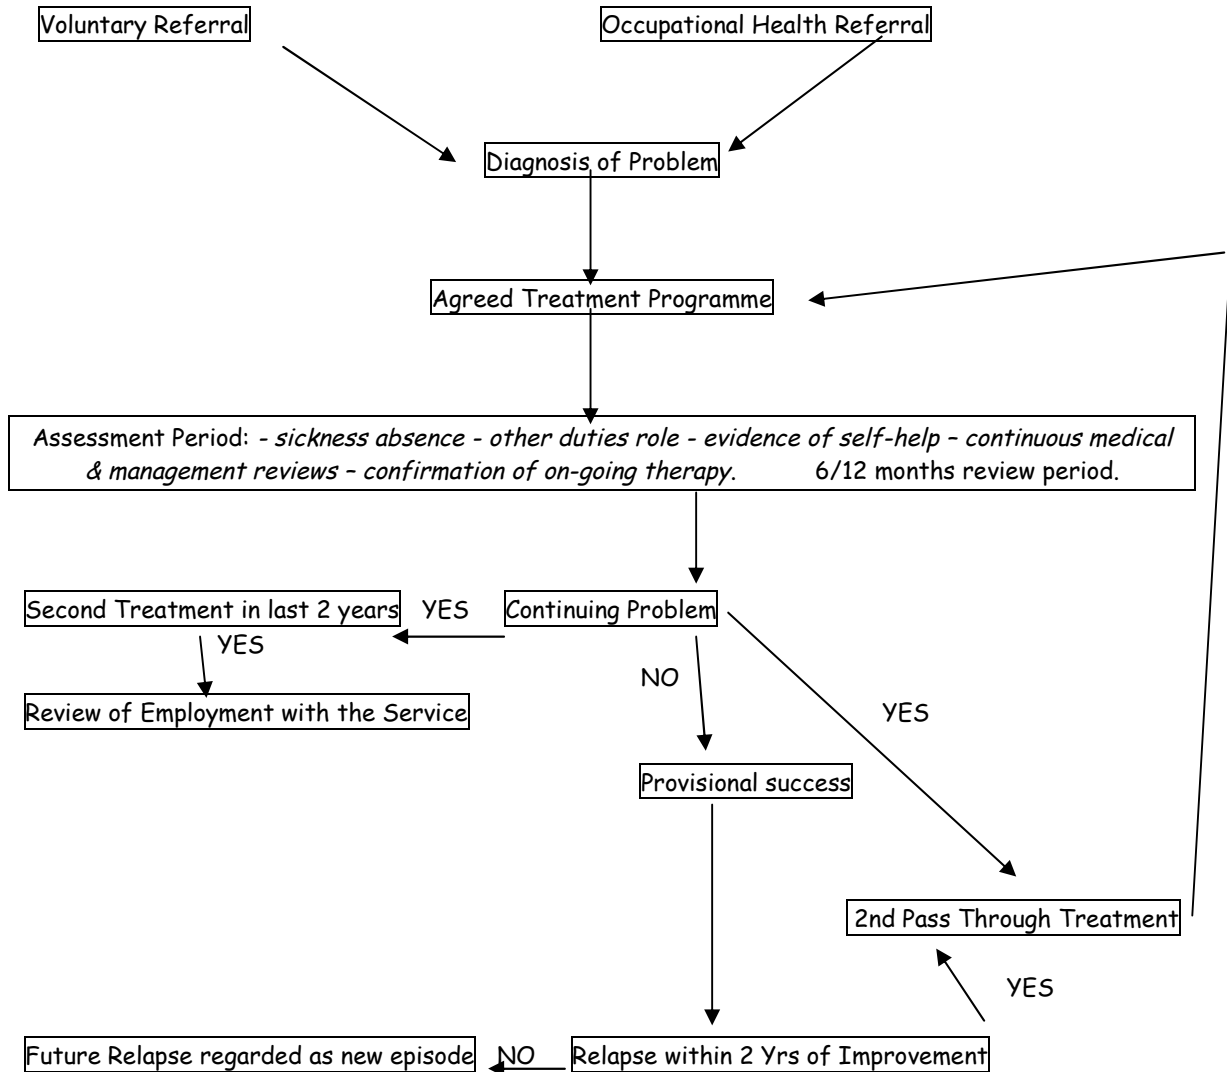 Voluntary Referral
Occupational Health Referral
Diagnosis of Problem
Agreed Treatment Programme
Assessment Period: - sickness absence - other duties role - evidence of self-help – continuous medical
& management reviews – confirmation of on-going therapy. 6/12 months review period.
Second Treatment in last 2 years
YES
Continuing Problem
YES
NO
Review of Employment with the Service
YES
Provisional success
2nd Pass Through Treatment
YES
Future Relapse regarded as new episode
NO
Relapse within 2 Yrs of Improvement